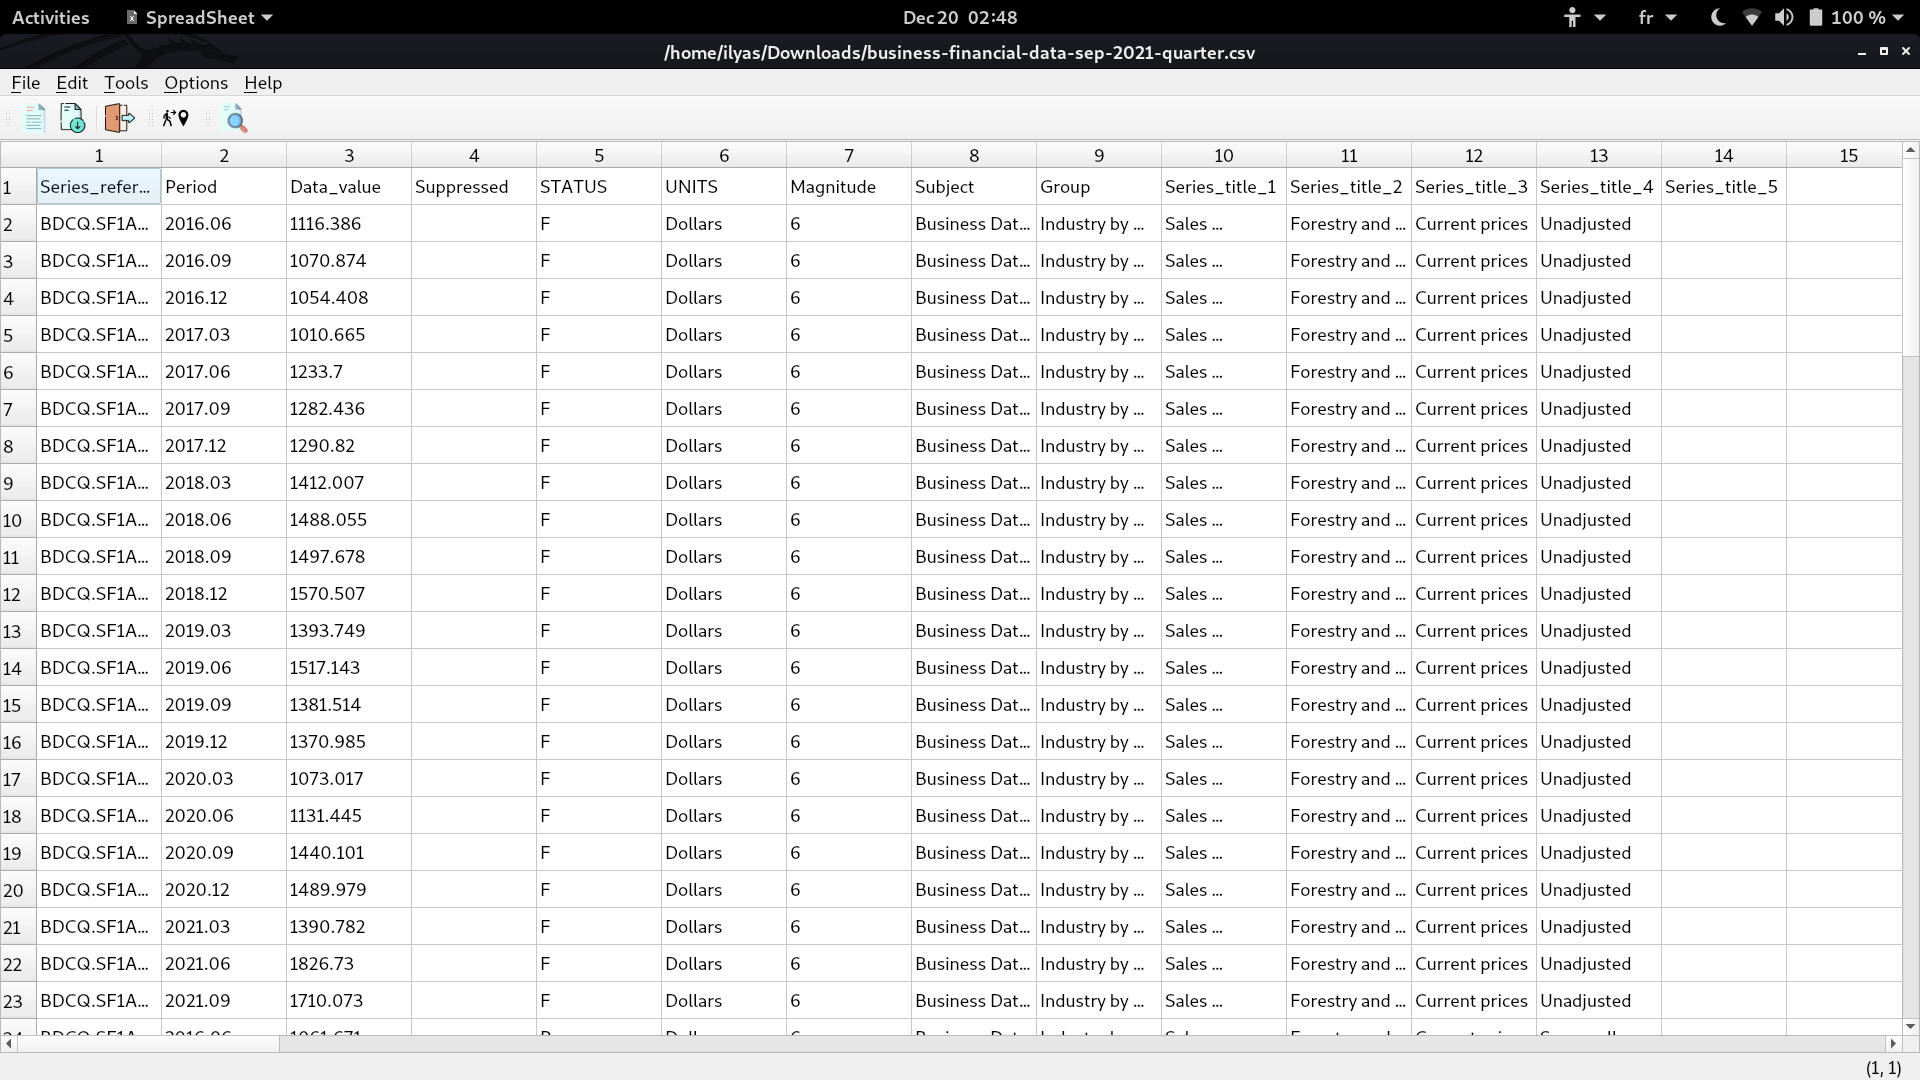 Activities SpreadSheet Dec 20 02:48 fr 100 %
/home/ilyas/Downloads/business-financial-data-sep-2021-quarter.csv
File Edit Tools Options Help
1 2 3 4 5 6 7 8 9 10 11 12 13 14 15
1 Series_refer... Period Data_value Suppressed STATUS UNITS Magnitude Subject Group Series_title_1 Series_title_2 Series_title_3 Series_title_4 Series_title_5
2 BDCQ.SF1A... 2016.06 1116.386 F Dollars 6 Business Dat... Industry by ... Sales ... Forestry and ... Current prices Unadjusted
3 BDCQ.SF1A... 2016.09 1070.874 F Dollars 6 Business Dat... Industry by ... Sales ... Forestry and ... Current prices Unadjusted
4 BDCQ.SF1A... 2016.12 1054.408 F Dollars 6 Business Dat... Industry by ... Sales ... Forestry and ... Current prices Unadjusted
5 BDCQ.SF1A... 2017.03 1010.665 F Dollars 6 Business Dat... Industry by ... Sales ... Forestry and ... Current prices Unadjusted
6 BDCQ.SF1A... 2017.06 1233.7 F Dollars 6 Business Dat... Industry by ... Sales ... Forestry and ... Current prices Unadjusted
7 BDCQ.SF1A... 2017.09 1282.436 F Dollars 6 Business Dat... Industry by ... Sales ... Forestry and ... Current prices Unadjusted
8 BDCQ.SF1A... 2017.12 1290.82 F Dollars 6 Business Dat... Industry by ... Sales ... Forestry and ... Current prices Unadjusted
9 BDCQ.SF1A... 2018.03 1412.007 F Dollars 6 Business Dat... Industry by ... Sales ... Forestry and ... Current prices Unadjusted
10 BDCQ.SF1A... 2018.06 1488.055 F Dollars 6 Business Dat... Industry by ... Sales ... Forestry and ... Current prices Unadjusted
11 BDCQ.SF1A... 2018.09 1497.678 F Dollars 6 Business Dat... Industry by ... Sales ... Forestry and ... Current prices Unadjusted
12 BDCQ.SF1A... 2018.12 1570.507 F Dollars 6 Business Dat... Industry by ... Sales ... Forestry and ... Current prices Unadjusted
13 BDCQ.SF1A... 2019.03 1393.749 F Dollars 6 Business Dat... Industry by ... Sales ... Forestry and ... Current prices Unadjusted
14 BDCQ.SF1A... 2019.06 1517.143 F Dollars 6 Business Dat... Industry by ... Sales ... Forestry and ... Current prices Unadjusted
15 BDCQ.SF1A... 2019.09 1381.514 F Dollars 6 Business Dat... Industry by ... Sales ... Forestry and ... Current prices Unadjusted
16 BDCQ.SF1A... 2019.12 1370.985 F Dollars 6 Business Dat... Industry by ... Sales ... Forestry and ... Current prices Unadjusted
17 BDCQ.SF1A... 2020.03 1073.017 F Dollars 6 Business Dat... Industry by ... Sales ... Forestry and ... Current prices Unadjusted
18 BDCQ.SF1A... 2020.06 1131.445 F Dollars 6 Business Dat... Industry by ... Sales ... Forestry and ... Current prices Unadjusted
19 BDCQ.SF1A... 2020.09 1440.101 F Dollars 6 Business Dat... Industry by ... Sales ... Forestry and ... Current prices Unadjusted
20 BDCQ.SF1A... 2020.12 1489.979 F Dollars 6 Business Dat... Industry by ... Sales ... Forestry and ... Current prices Unadjusted
21 BDCQ.SF1A... 2021.03 1390.782 F Dollars 6 Business Dat... Industry by ... Sales ... Forestry and ... Current prices Unadjusted
22 BDCQ.SF1A... 2021.06 1826.73 F Dollars 6 Business Dat... Industry by ... Sales ... Forestry and ... Current prices Unadjusted
23 BDCQ.SF1A... 2021.09 1710.073 F Dollars 6 Business Dat... Industry by ... Sales ... Forestry and ... Current prices Unadjusted
(1, 1)